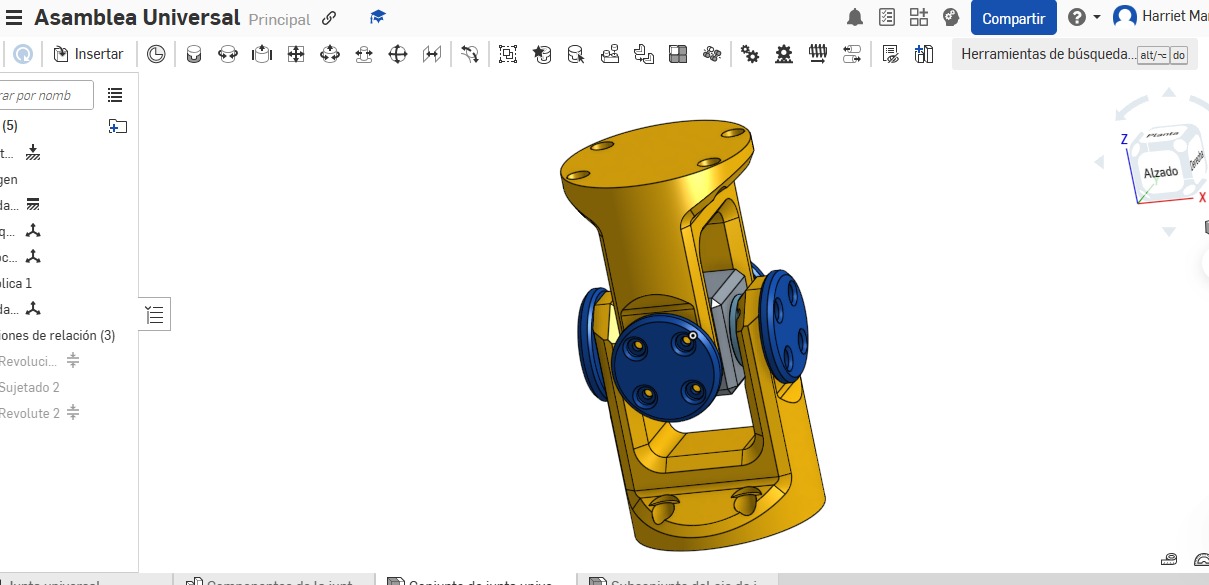 Asamblea Universal Principal
Compartir
Harriet Mar
Insertar
Herramientas de búsqueda... alt/⌥ do
rar por nomb
(5)
t...
gen
da...
q...
oc...
olica 1
da...
iones de relación (3)
Revoluci...
Sujetado 2
Revolute 2
Planta
Alzado
Derecha
Z
X
Junta universal
Componentes de la junt...
Conjunto de junta unive...
Subconjunto del eje de j...